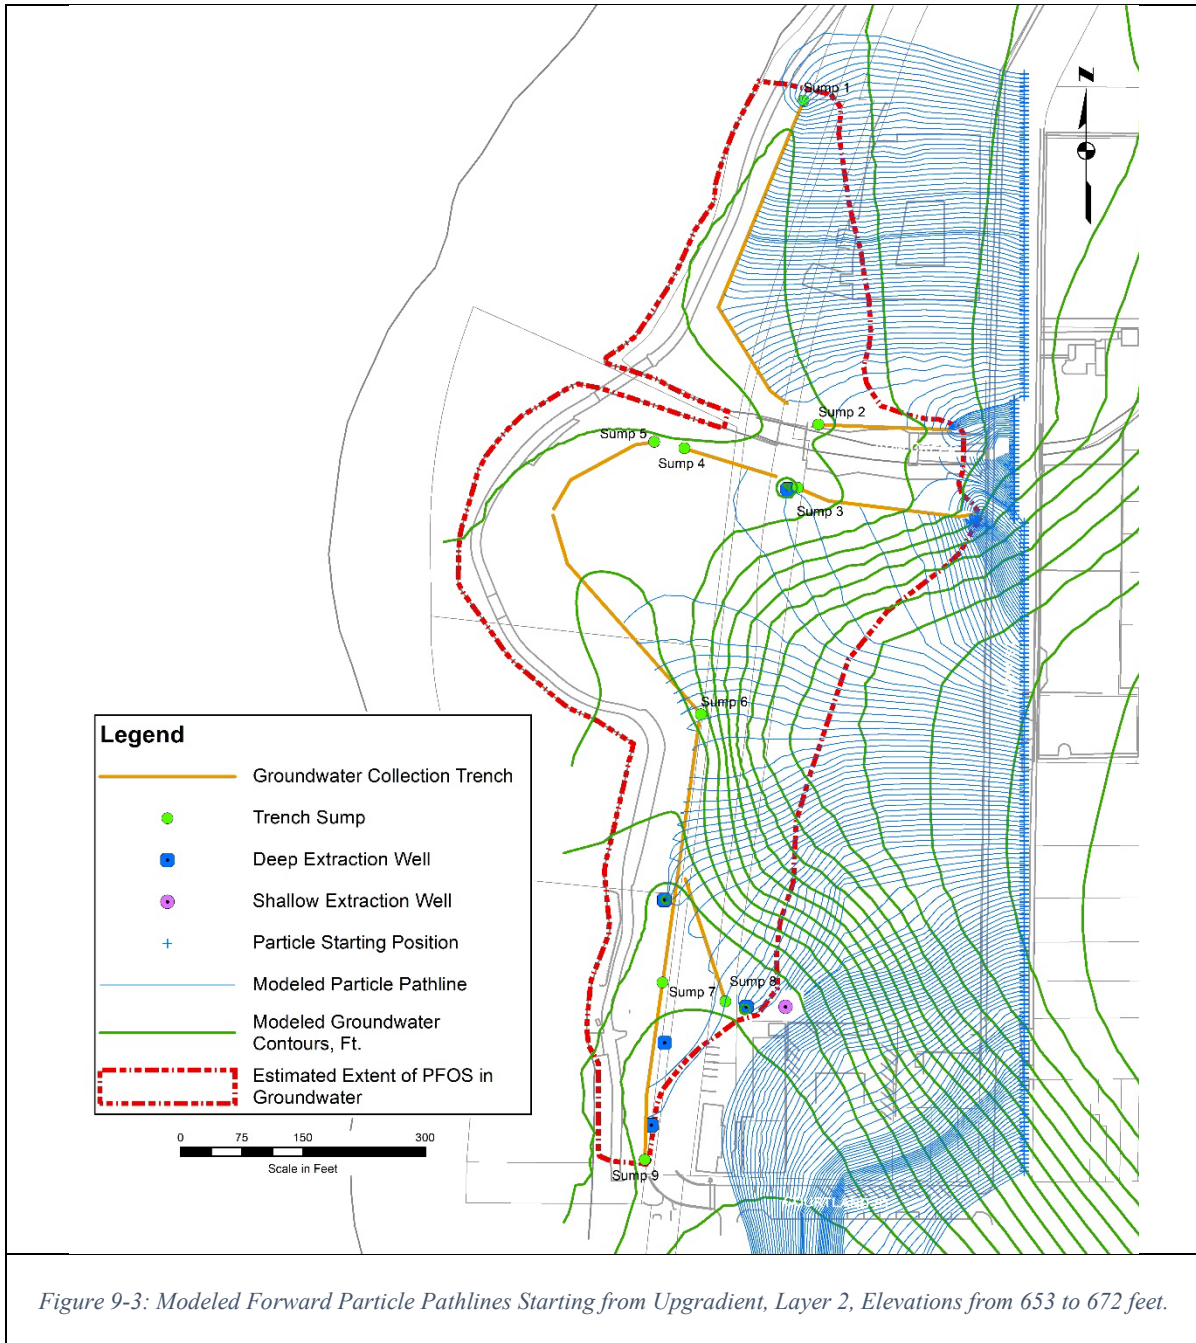 Sump 1
N
Sump 2
Sump 5
Sump 4
Sump 3
Sump 6
Legend
Groundwater Collection Trench
Trench Sump
Deep Extraction Well
Shallow Extraction Well
Particle Starting Position
Modeled Particle Pathline
Modeled Groundwater
Contours, Ft.
Estimated Extent of PFOS in
Groundwater
Sump 8
Sump 7
0 75 150 300
Scale in Feet
Sump 9
Figure 9-3: Modeled Forward Particle Pathlines Starting from Upgradient, Layer 2, Elevations from 653 to 672 feet.